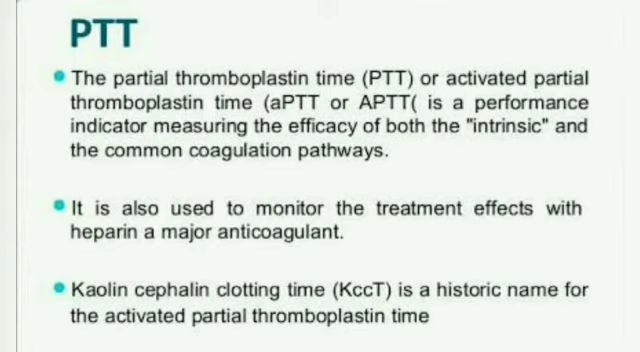 PTT
The partial thromboplastin time (PTT) or activated partial
thromboplastin time (aPTT or APTT( is a performance
indicator measuring the efficacy of both the "intrinsic" and
the common coagulation pathways.
It is also used to monitor the treatment effects with
heparin a major anticoagulant.
Kaolin cephalin clotting time (KccT) is a historic name for
the activated partial thromboplastin time